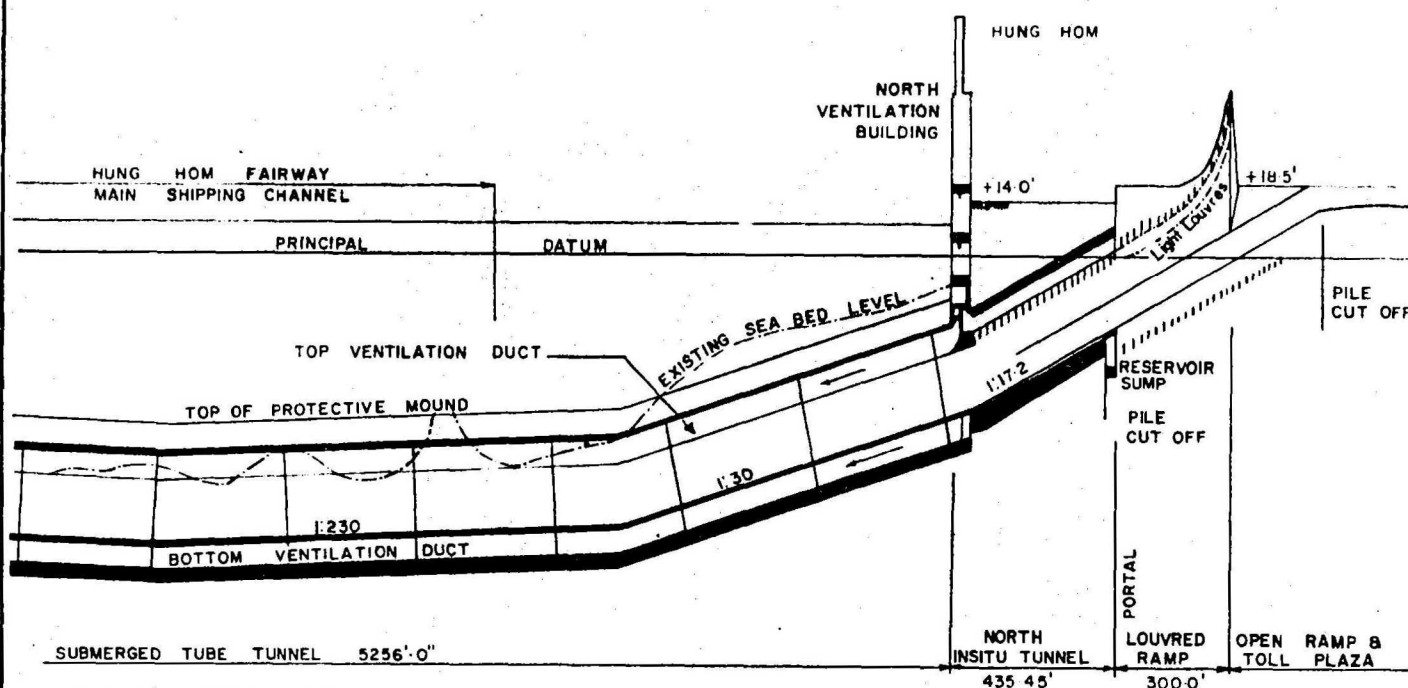 HUNG HOM
NORTH
VENTILATION
BUILDING
HUNG HOM FAIRWAY
MAIN SHIPPING CHANNEL
+14·0'
+18·5'
Light Louvres
PRINCIPAL DATUM
EXISTING SEA BED LEVEL
PILE
CUT OFF
TOP VENTILATION DUCT
1:17·2
RESERVOIR
SUMP
TOP OF PROTECTIVE MOUND
PILE
CUT OFF
1:30
1:230
BOTTOM VENTILATION DUCT
PORTAL
SUBMERGED TUBE TUNNEL 5256'·0"
NORTH
INSITU TUNNEL
435·45'
LOUVRED
RAMP
300·0'
OPEN RAMP &
TOLL PLAZA